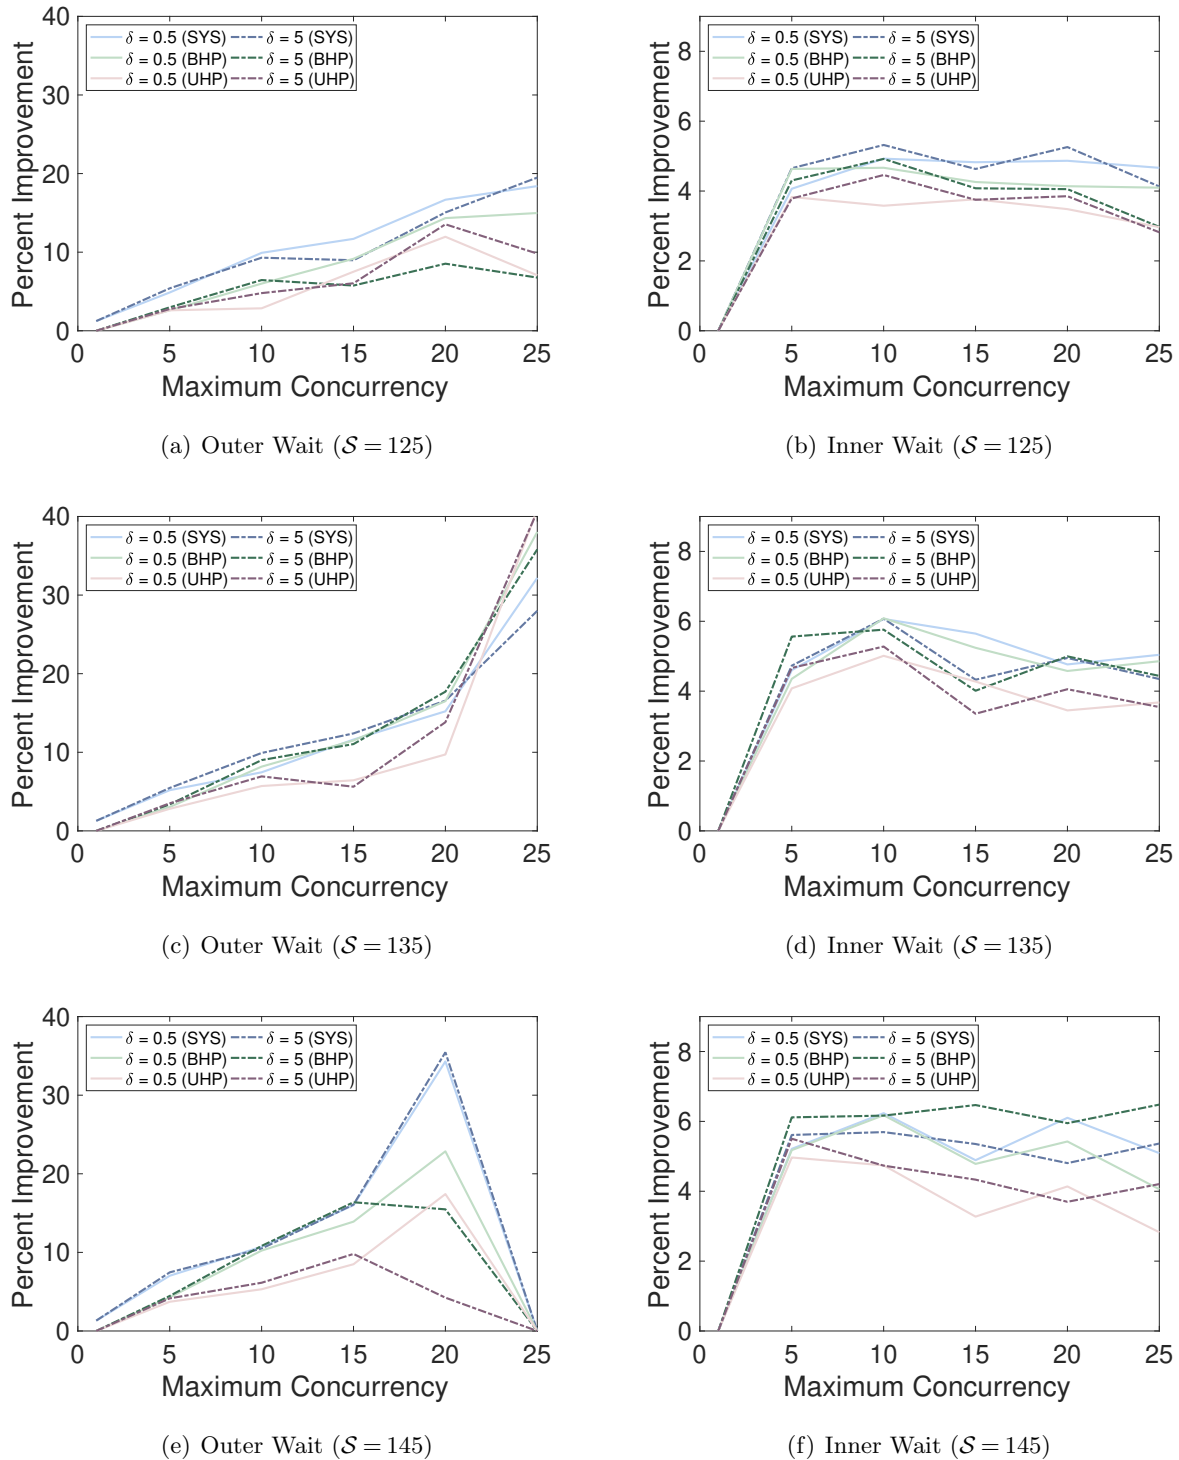 40
30
20
10
0
Percent Improvement
δ = 0.5 (SYS) δ = 5 (SYS)
δ = 0.5 (BHP) δ = 5 (BHP)
δ = 0.5 (UHP) δ = 5 (UHP)
0 5 10 15 20 25
Maximum Concurrency
(a) Outer Wait (𝒮 = 125)
8
6
4
2
0
Percent Improvement
δ = 0.5 (SYS) δ = 5 (SYS)
δ = 0.5 (BHP) δ = 5 (BHP)
δ = 0.5 (UHP) δ = 5 (UHP)
0 5 10 15 20 25
Maximum Concurrency
(b) Inner Wait (𝒮 = 125)
40
30
20
10
0
Percent Improvement
δ = 0.5 (SYS) δ = 5 (SYS)
δ = 0.5 (BHP) δ = 5 (BHP)
δ = 0.5 (UHP) δ = 5 (UHP)
0 5 10 15 20 25
Maximum Concurrency
(c) Outer Wait (𝒮 = 135)
8
6
4
2
0
Percent Improvement
δ = 0.5 (SYS) δ = 5 (SYS)
δ = 0.5 (BHP) δ = 5 (BHP)
δ = 0.5 (UHP) δ = 5 (UHP)
0 5 10 15 20 25
Maximum Concurrency
(d) Inner Wait (𝒮 = 135)
40
30
20
10
0
Percent Improvement
δ = 0.5 (SYS) δ = 5 (SYS)
δ = 0.5 (BHP) δ = 5 (BHP)
δ = 0.5 (UHP) δ = 5 (UHP)
0 5 10 15 20 25
Maximum Concurrency
(e) Outer Wait (𝒮 = 145)
8
6
4
2
0
Percent Improvement
δ = 0.5 (SYS) δ = 5 (SYS)
δ = 0.5 (BHP) δ = 5 (BHP)
δ = 0.5 (UHP) δ = 5 (UHP)
0 5 10 15 20 25
Maximum Concurrency
(f) Inner Wait (𝒮 = 145)